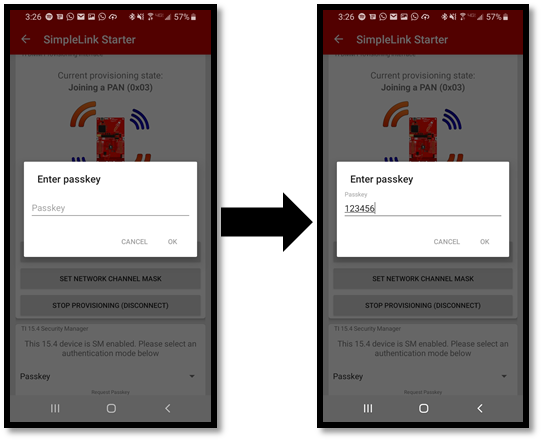 3:26 57%
SimpleLink Starter
Current provisioning state:
Joining a PAN (0x03)
Enter passkey
Passkey
CANCEL OK
SET NETWORK CHANNEL MASK
STOP PROVISIONING (DISCONNECT)
TI 15.4 Security Manager
This 15.4 device is SM enabled. Please select an
authentication mode below
Passkey
Request Passkey
3:26 57%
SimpleLink Starter
Current provisioning state:
Joining a PAN (0x03)
Enter passkey
Passkey
123456
CANCEL OK
SET NETWORK CHANNEL MASK
STOP PROVISIONING (DISCONNECT)
TI 15.4 Security Manager
This 15.4 device is SM enabled. Please select an
authentication mode below
Passkey
Request Passkey